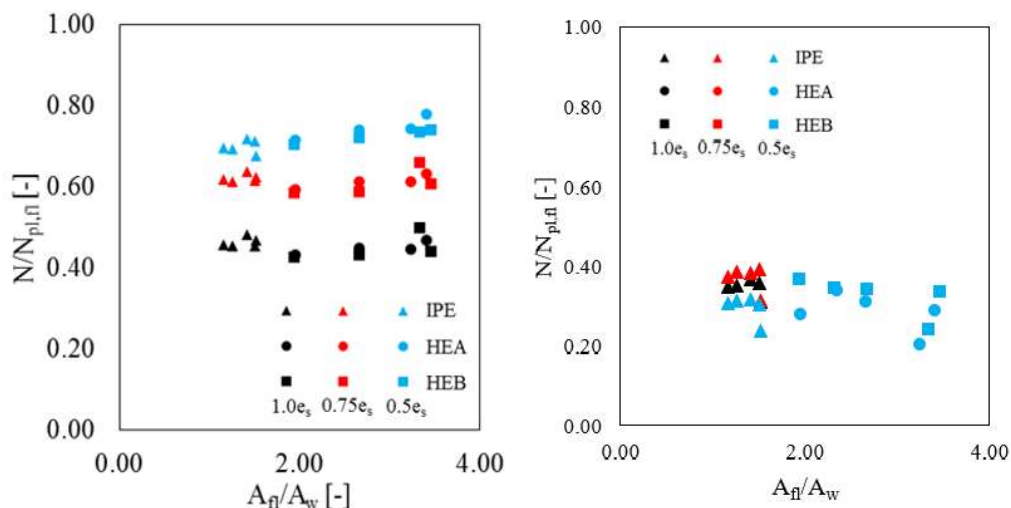 1.00
0.80
0.60
0.40
0.20
0.00
N/Npl,fl [-]
IPE
HEA
HEB
1.0es 0.75es 0.5es
0.00 2.00 4.00
Afl/Aw [-]
1.00
0.80
0.60
0.40
0.20
0.00
N/Npl,fl [-]
IPE
HEA
HEB
1.0es 0.75es 0.5es
0.00 2.00 4.00
Afl/Aw